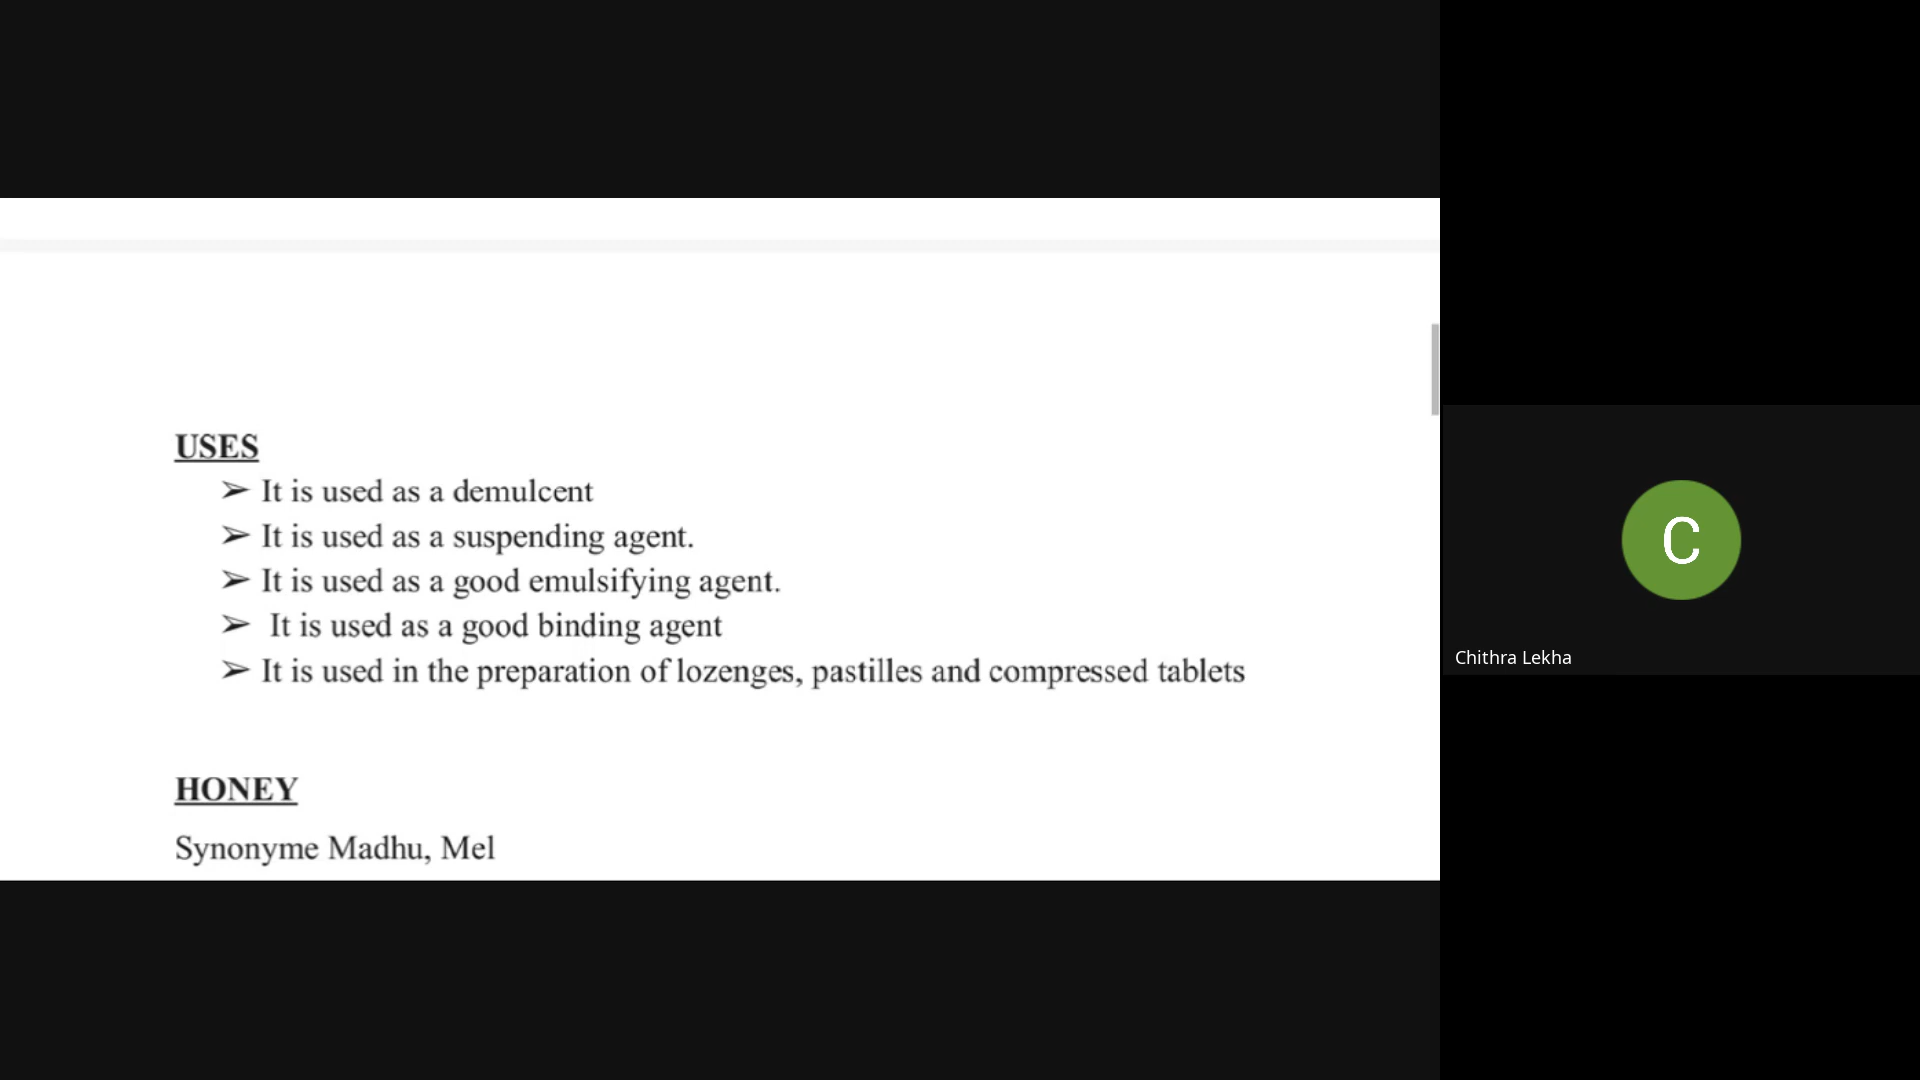 USES
➢ It is used as a demulcent
➢ It is used as a suspending agent.
➢ It is used as a good emulsifying agent.
➢ It is used as a good binding agent
➢ It is used in the preparation of lozenges, pastilles and compressed tablets
HONEY
Synonyme Madhu, Mel
C
Chithra Lekha